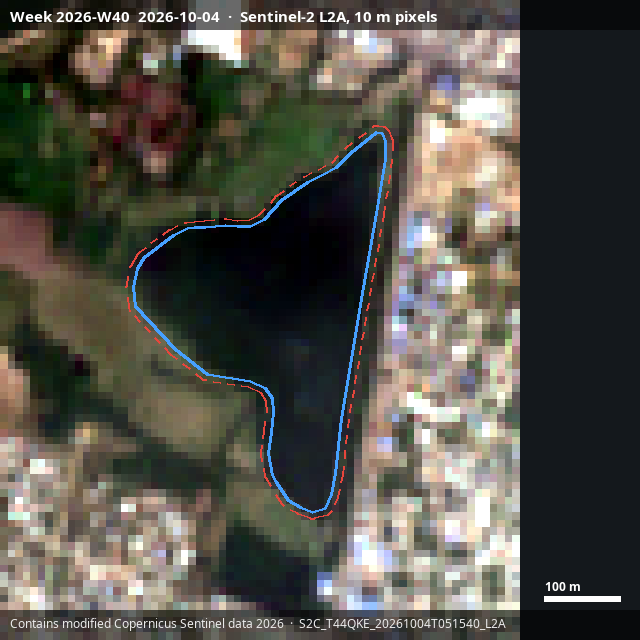 Week 2026-W40  2026-10-04  ·  Sentinel-2 L2A, 10 m pixels
100 m
Contains modified Copernicus Sentinel data 2026  ·  S2C_T44QKE_20261004T051540_L2A